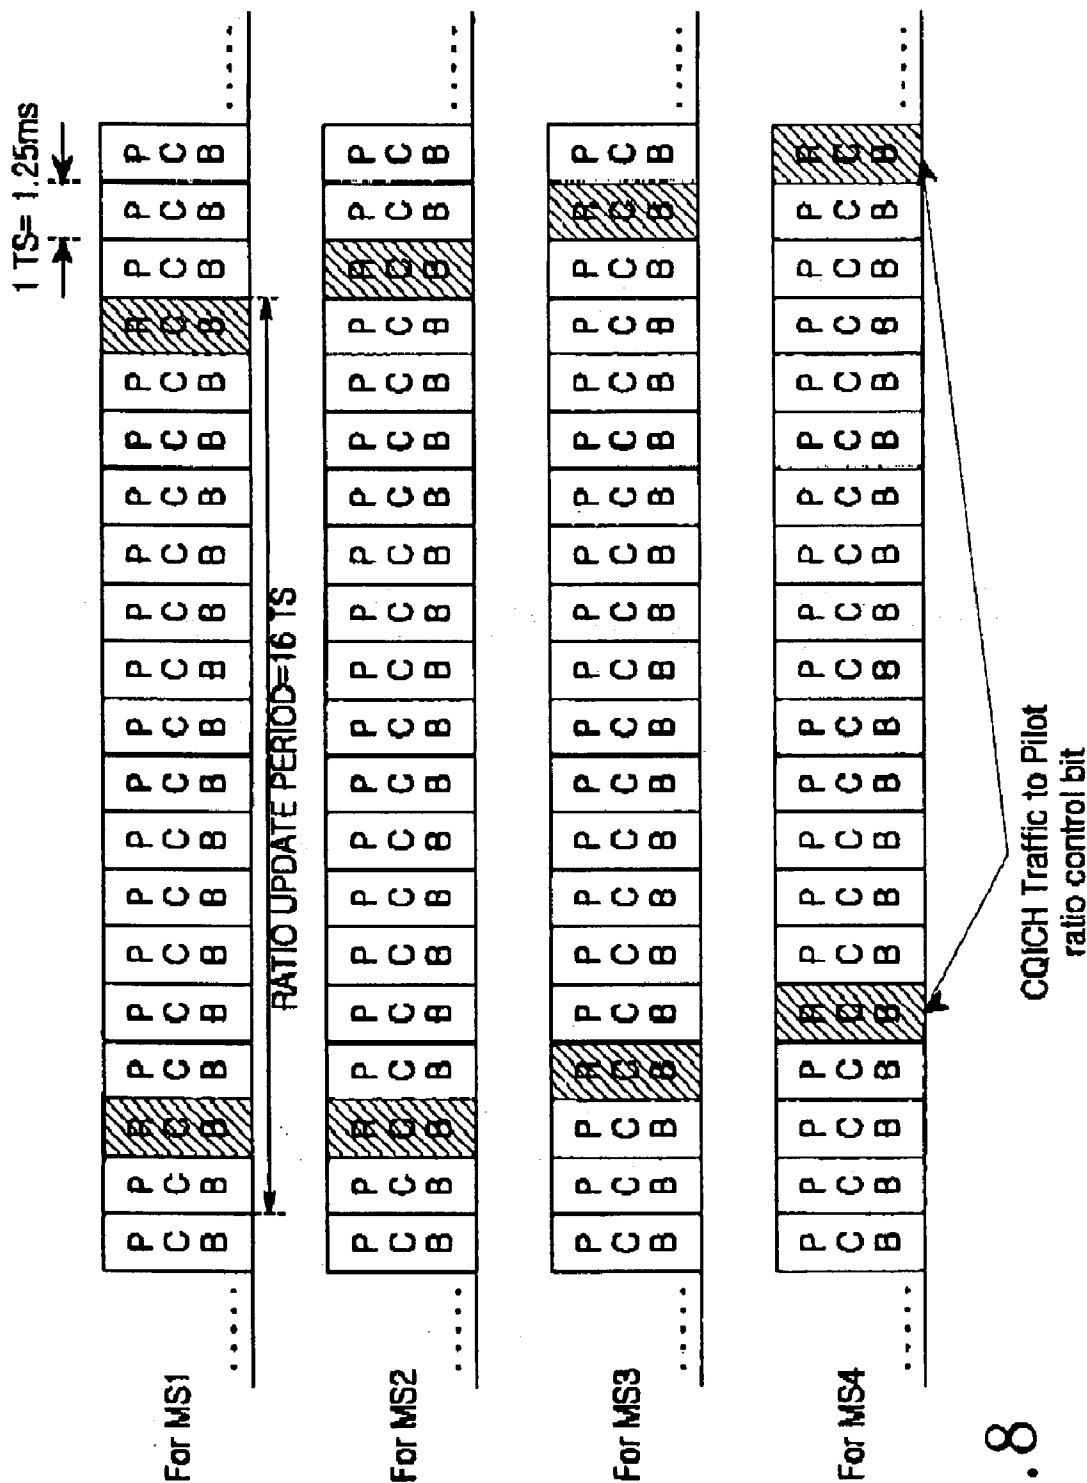 1 TS= 1.25ms
For MS1
P P R P P P P P P P P P P P P P R P P P
C C C C C C C C C C C C C C C C C C C C
B B B B B B B B B B B B B B B B B B B B
RATIO UPDATE PERIOD=16 TS
For MS2
P P R P P P P P P P P P P P P P P R P P
C C C C C C C C C C C C C C C C C C C C
B B B B B B B B B B B B B B B B B B B B
For MS3
P P P R P P P P P P P P P P P P P P R P
C C C C C C C C C C C C C C C C C C C C
B B B B B B B B B B B B B B B B B B B B
For MS4
P P P P R P P P P P P P P P P P P P P R
C C C C C C C C C C C C C C C C C C C C
B B B B B B B B B B B B B B B B B B B B
CQICH Traffic to Pilot
ratio control bit
.8